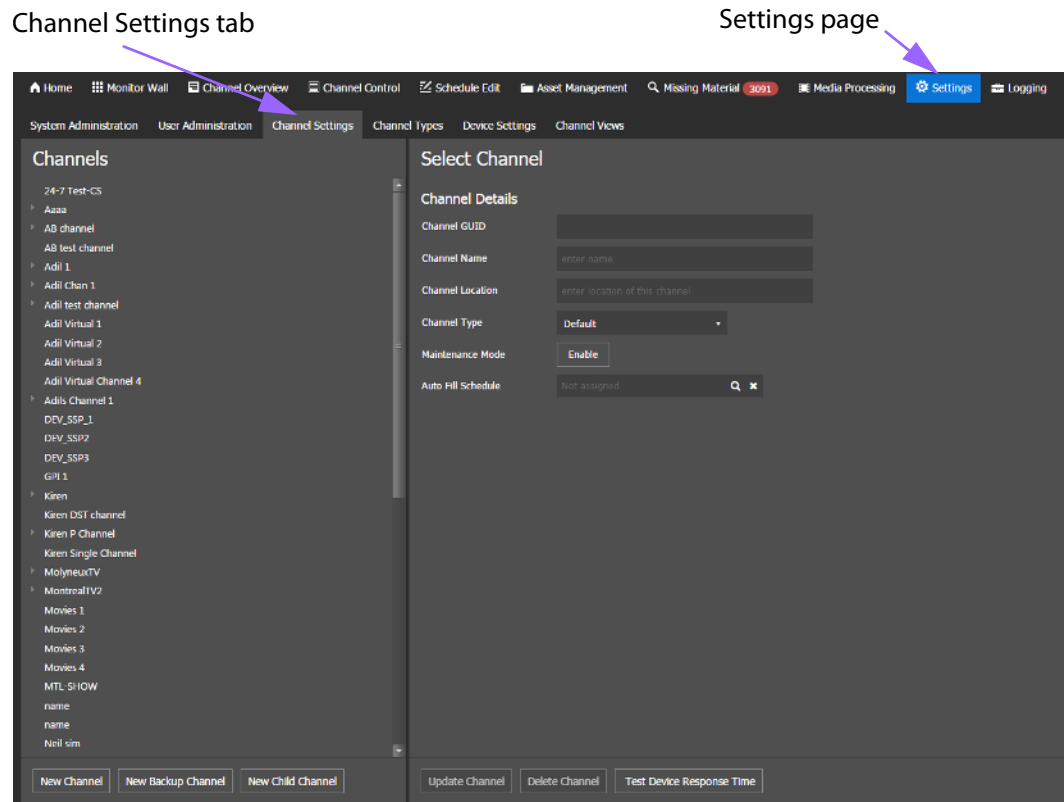 Channel Settings tab
Settings page
Home Monitor Wall Channel Overview Channel Control Schedule Edit Asset Management Missing Material 3091 Media Processing Settings Logging
System Administration User Administration Channel Settings Channel Types Device Settings Channel Views
Channels
24-7 Test-CS
Aaaa
AB channel
AB test channel
Adil 1
Adil Chan 1
Adil test channel
Adil Virtual 1
Adil Virtual 2
Adil Virtual 3
Adil Virtual Channel 4
Adils Channel 1
DEV_SSP_1
DEV_SSP2
DEV_SSP3
GPI 1
Kiren
Kiren DST channel
Kiren P Channel
Kiren Single Channel
MolyneuxTV
MontrealTV2
Movies 1
Movies 2
Movies 3
Movies 4
MTL-SHOW
name
name
Neil sim
New Channel New Backup Channel New Child Channel
Select Channel
Channel Details
Channel GUID
Channel Name enter name
Channel Location enter location of this channel
Channel Type Default
Maintenance Mode Enable
Auto Fill Schedule Not assigned
Update Channel Delete Channel Test Device Response Time